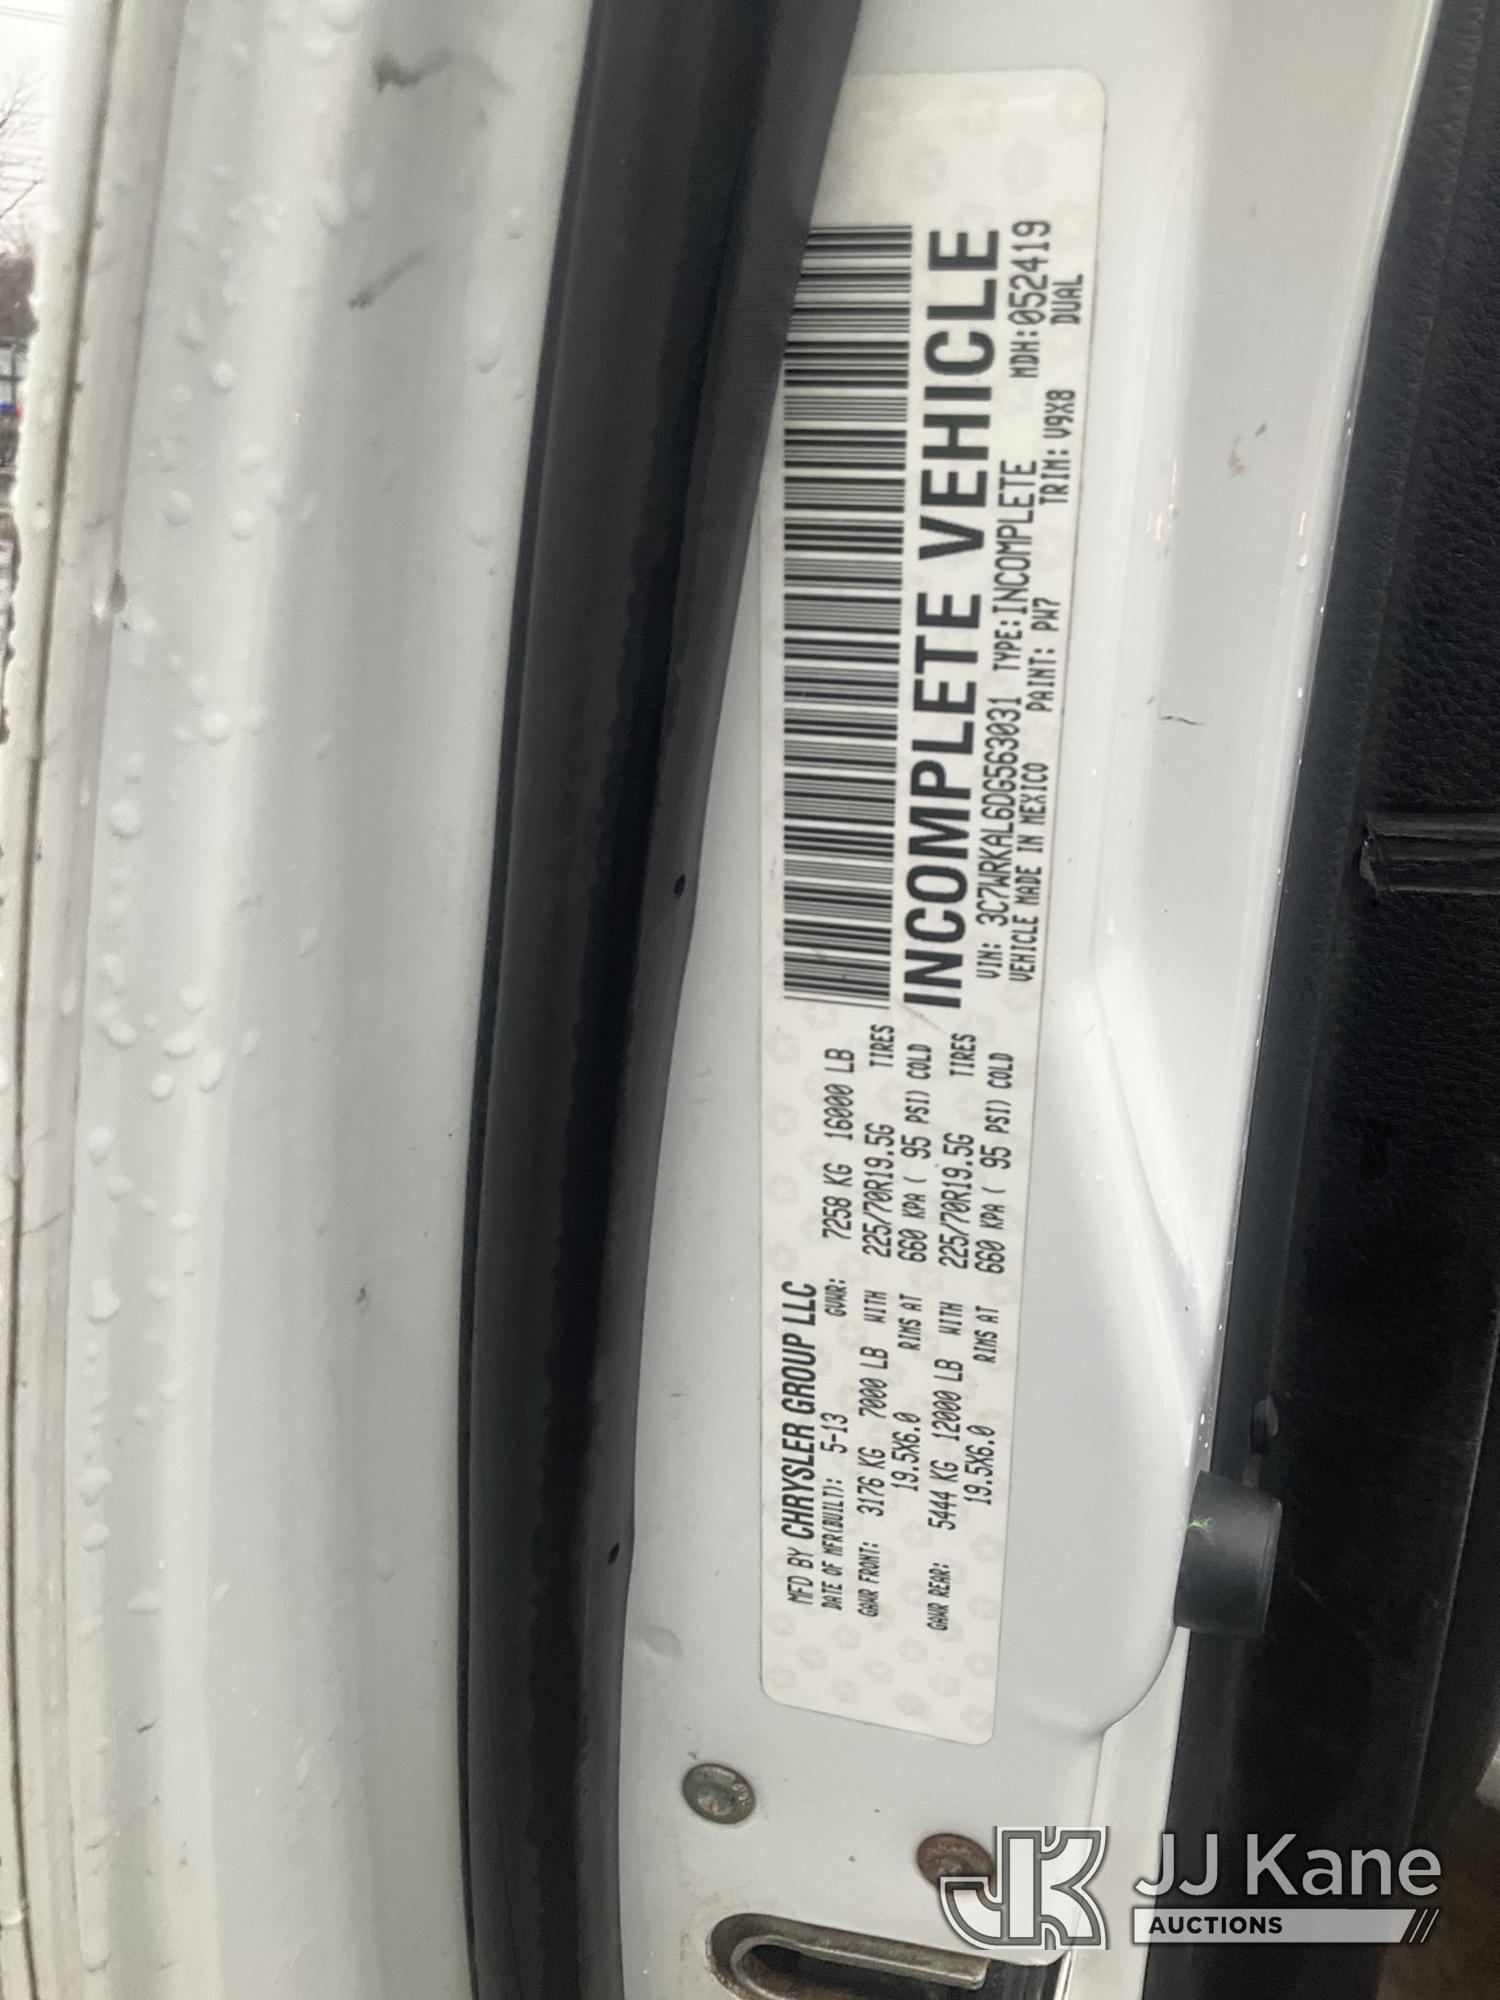 MFD BY CHRYSLER GROUP LLC
DATE OF MFR(BUILT): 5-13 GVWR: 7258 KG 16000 LB
GAWR FRONT: 3176 KG 7000 LB WITH 225/70R19.5G TIRES
19.5X6.0 RIMS AT 660 KPA ( 95 PSI) COLD
GAWR REAR: 5444 KG 12000 LB WITH 225/70R19.5G TIRES
19.5X6.0 RIMS AT 660 KPA ( 95 PSI) COLD
INCOMPLETE VEHICLE
VIN: 3C7WRKAL6DG563031 TYPE:INCOMPLETE MDH:052419
VEHICLE MADE IN MEXICO PAINT: PW7 TRIM: V9X8 DUAL
JK JJ Kane
AUCTIONS